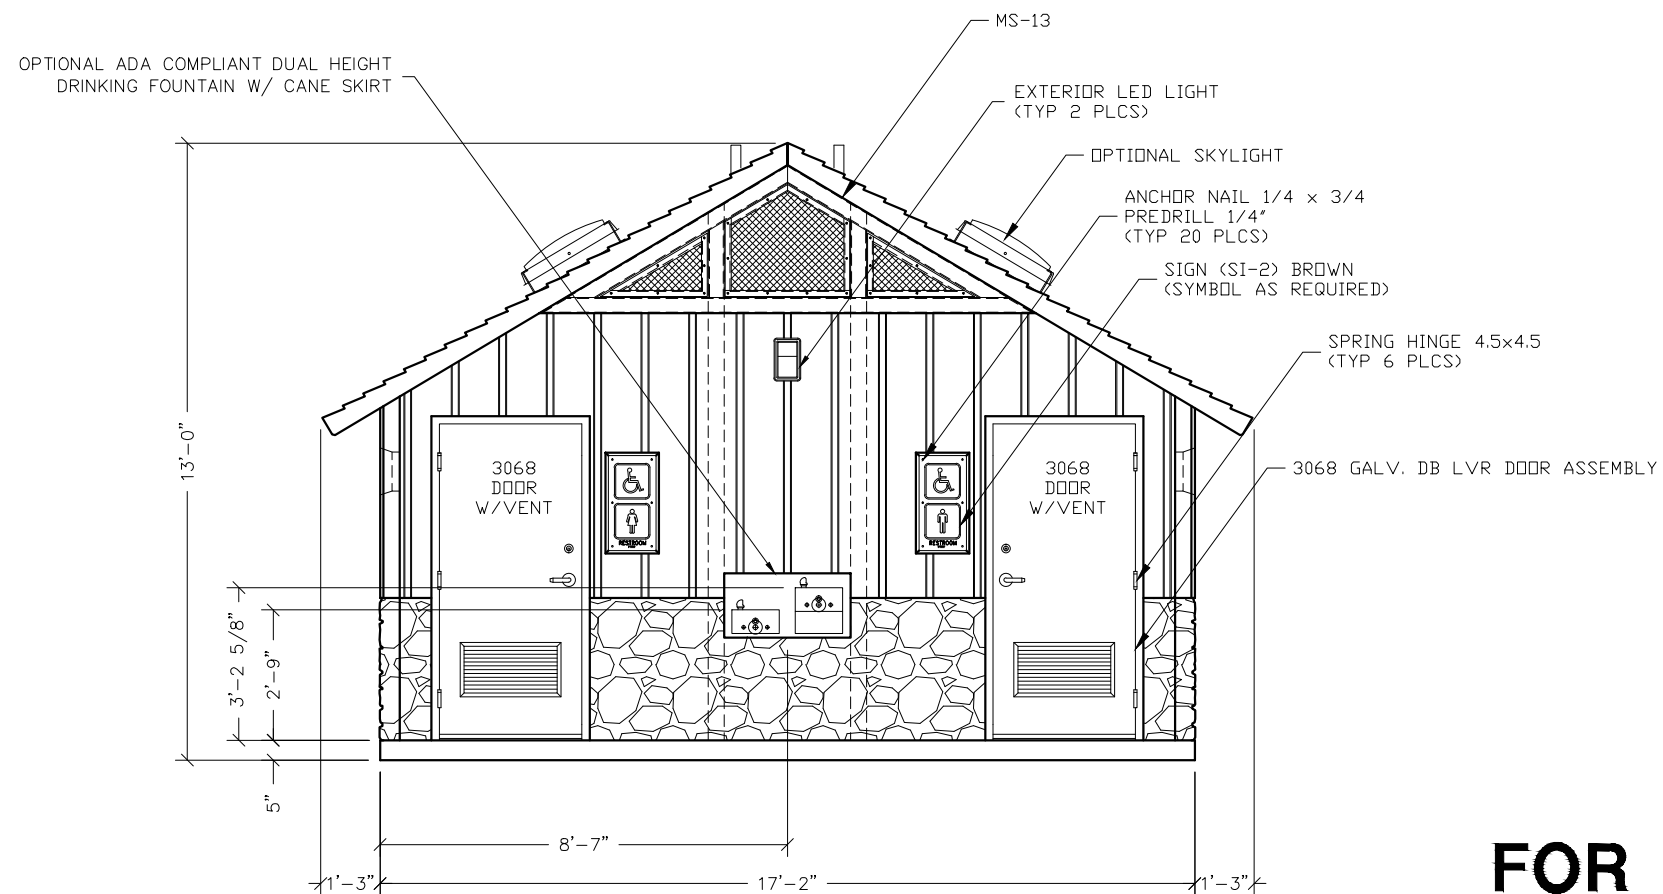 MS-13
OPTIONAL ADA COMPLIANT DUAL HEIGHT
DRINKING FOUNTAIN W/ CANE SKIRT
EXTERIOR LED LIGHT
(TYP 2 PLCS)
OPTIONAL SKYLIGHT
ANCHOR NAIL 1/4 x 3/4
PREDRILL 1/4"
(TYP 20 PLCS)
SIGN (SI-2) BROWN
(SYMBOL AS REQUIRED)
SPRING HINGE 4.5x4.5
(TYP 6 PLCS)
3068 GALV. DB LVR DOOR ASSEMBLY
13'-0"
3068
DOOR
W/VENT
3068
DOOR
W/VENT
RESTROOM
RESTROOM
3'-2 5/8"
2'-9"
5"
8'-7"
1'-3"
17'-2"
1'-3"
FOR